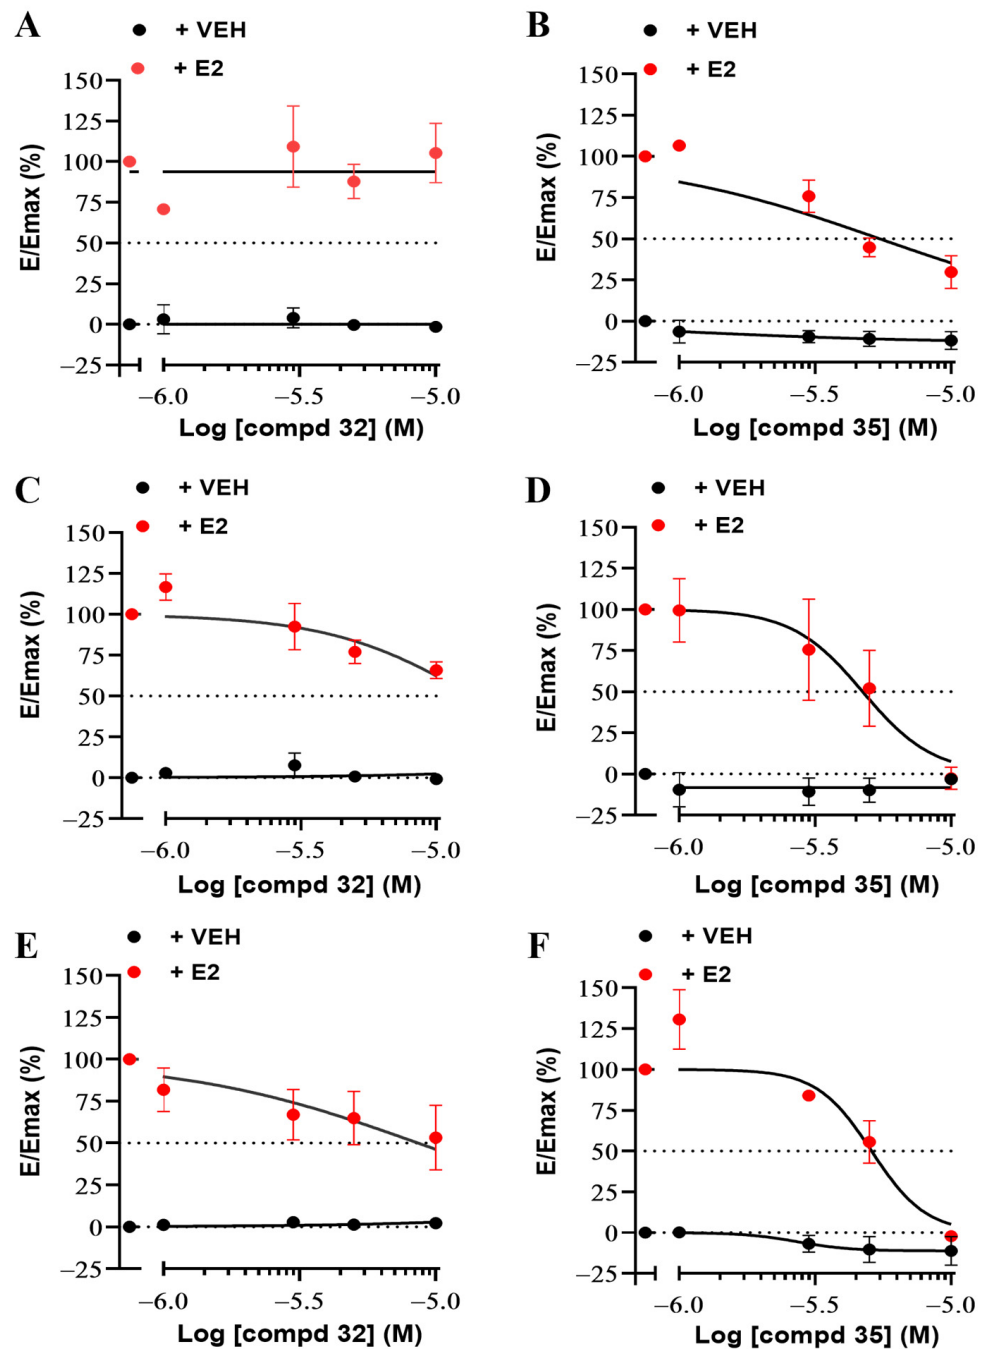 A
+ VEH
+ E2
150
125
100
75
50
25
0
−25
E/Emax (%)
−6.0 −5.5 −5.0
Log [compd 32] (M)
B
+ VEH
+ E2
150
125
100
75
50
25
0
−25
E/Emax (%)
−6.0 −5.5 −5.0
Log [compd 35] (M)
C
+ VEH
+ E2
150
125
100
75
50
25
0
−25
E/Emax (%)
−6.0 −5.5 −5.0
Log [compd 32] (M)
D
+ VEH
+ E2
150
125
100
75
50
25
0
−25
E/Emax (%)
−6.0 −5.5 −5.0
Log [compd 35] (M)
E
+ VEH
+ E2
150
125
100
75
50
25
0
−25
E/Emax (%)
−6.0 −5.5 −5.0
Log [compd 32] (M)
F
+ VEH
+ E2
150
125
100
75
50
25
0
−25
E/Emax (%)
−6.0 −5.5 −5.0
Log [compd 35] (M)